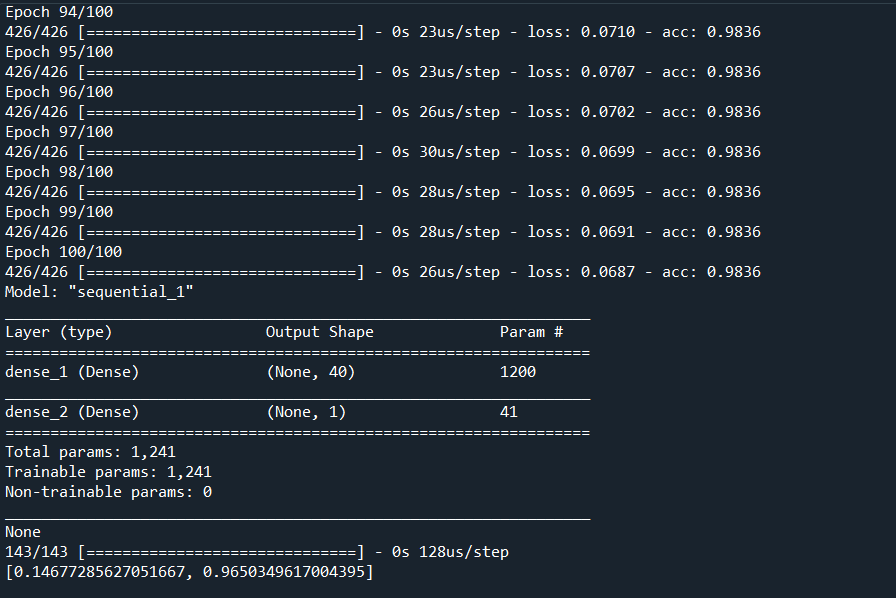 Epoch 94/100
426/426 [==============================] - 0s 23us/step - loss: 0.0710 - acc: 0.9836
Epoch 95/100
426/426 [==============================] - 0s 23us/step - loss: 0.0707 - acc: 0.9836
Epoch 96/100
426/426 [==============================] - 0s 26us/step - loss: 0.0702 - acc: 0.9836
Epoch 97/100
426/426 [==============================] - 0s 30us/step - loss: 0.0699 - acc: 0.9836
Epoch 98/100
426/426 [==============================] - 0s 28us/step - loss: 0.0695 - acc: 0.9836
Epoch 99/100
426/426 [==============================] - 0s 28us/step - loss: 0.0691 - acc: 0.9836
Epoch 100/100
426/426 [==============================] - 0s 26us/step - loss: 0.0687 - acc: 0.9836
Model: "sequential_1"
_________________________________________________________________
Layer (type)                 Output Shape              Param #
=================================================================
dense_1 (Dense)              (None, 40)                1200
_________________________________________________________________
dense_2 (Dense)              (None, 1)                 41
=================================================================
Total params: 1,241
Trainable params: 1,241
Non-trainable params: 0
_________________________________________________________________
None
143/143 [==============================] - 0s 128us/step
[0.14677285627051667, 0.9650349617004395]